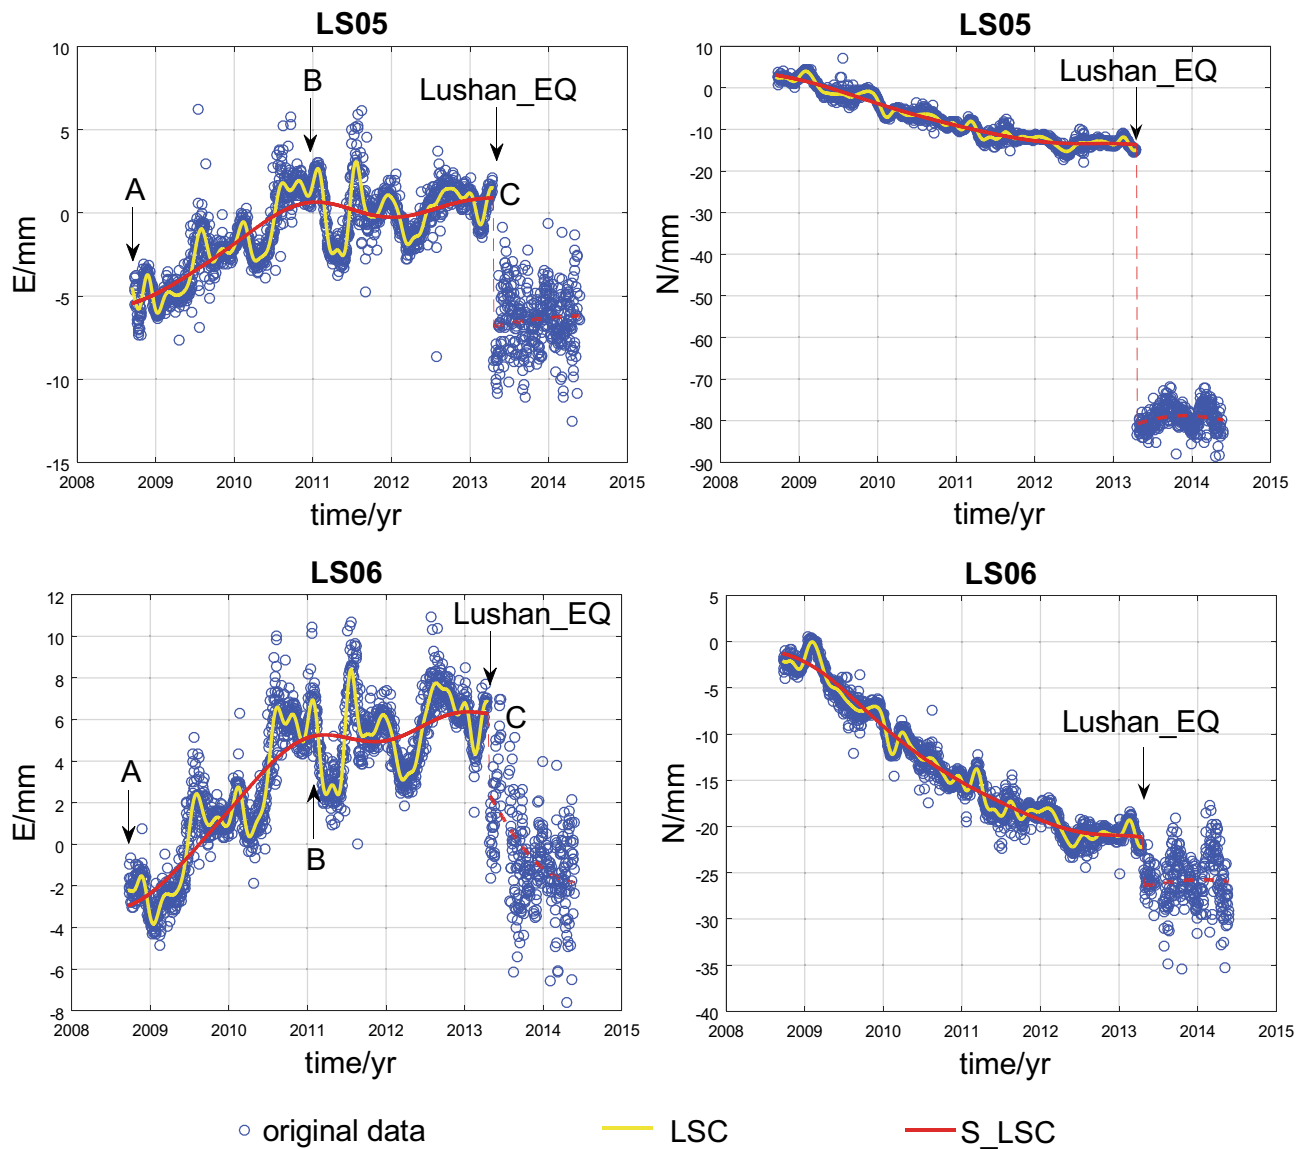 LS05
LS05
10
5
0
-5
-10
-15
E/mm
A
B
Lushan_EQ
C
2008
2009
2010
2011
2012
2013
2014
2015
time/yr
10
0
-10
-20
-30
-40
-50
-60
-70
-80
-90
N/mm
Lushan_EQ
2008
2009
2010
2011
2012
2013
2014
2015
time/yr
LS06
LS06
12
10
8
6
4
2
0
-2
-4
-6
-8
E/mm
A
B
Lushan_EQ
C
2008
2009
2010
2011
2012
2013
2014
2015
time/yr
5
0
-5
-10
-15
-20
-25
-30
-35
-40
N/mm
Lushan_EQ
2008
2009
2010
2011
2012
2013
2014
2015
time/yr
original data
LSC
S_LSC